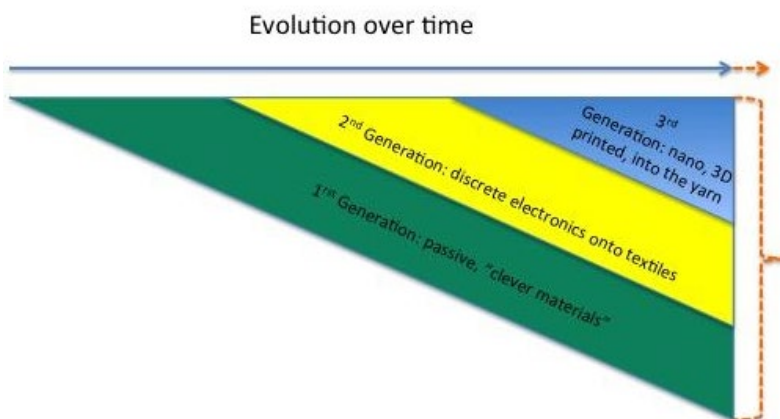 Evolution over time
3rd
Generation: nano, 3D
printed, into the yarn
2nd Generation: discrete electronics onto textiles
1rst Generation: passive, "clever materials"